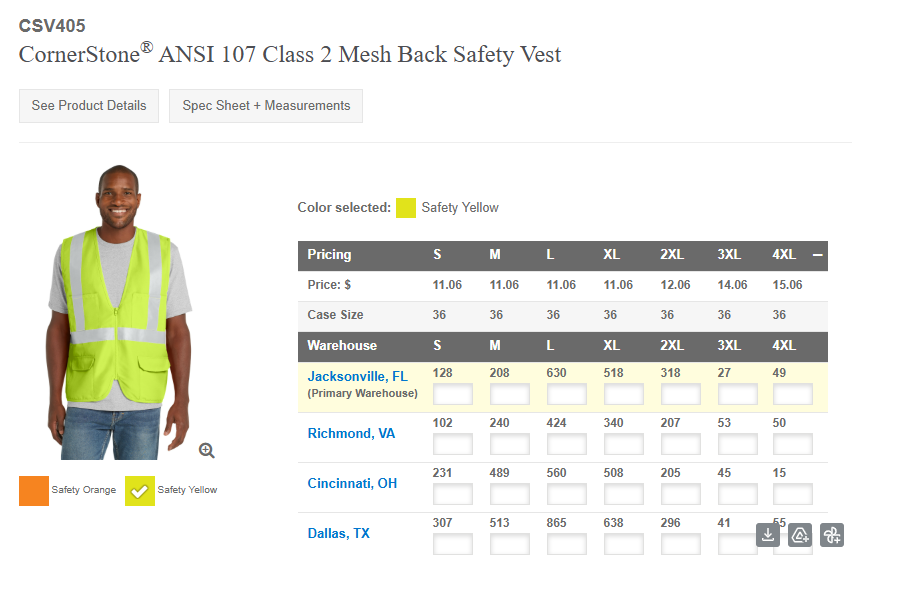 CSV405
CornerStone® ANSI 107 Class 2 Mesh Back Safety Vest
See Product Details Spec Sheet + Measurements
Color selected: Safety Yellow
Pricing S M L XL 2XL 3XL 4XL –
Price: $ 11.06 11.06 11.06 11.06 12.06 14.06 15.06
Case Size 36 36 36 36 36 36 36
Warehouse S M L XL 2XL 3XL 4XL
Jacksonville, FL 128 208 630 518 318 27 49
(Primary Warehouse)
Richmond, VA 102 240 424 340 207 53 50
Cincinnati, OH 231 489 560 508 205 45 15
Dallas, TX 307 513 865 638 296 41 55
Safety Orange Safety Yellow